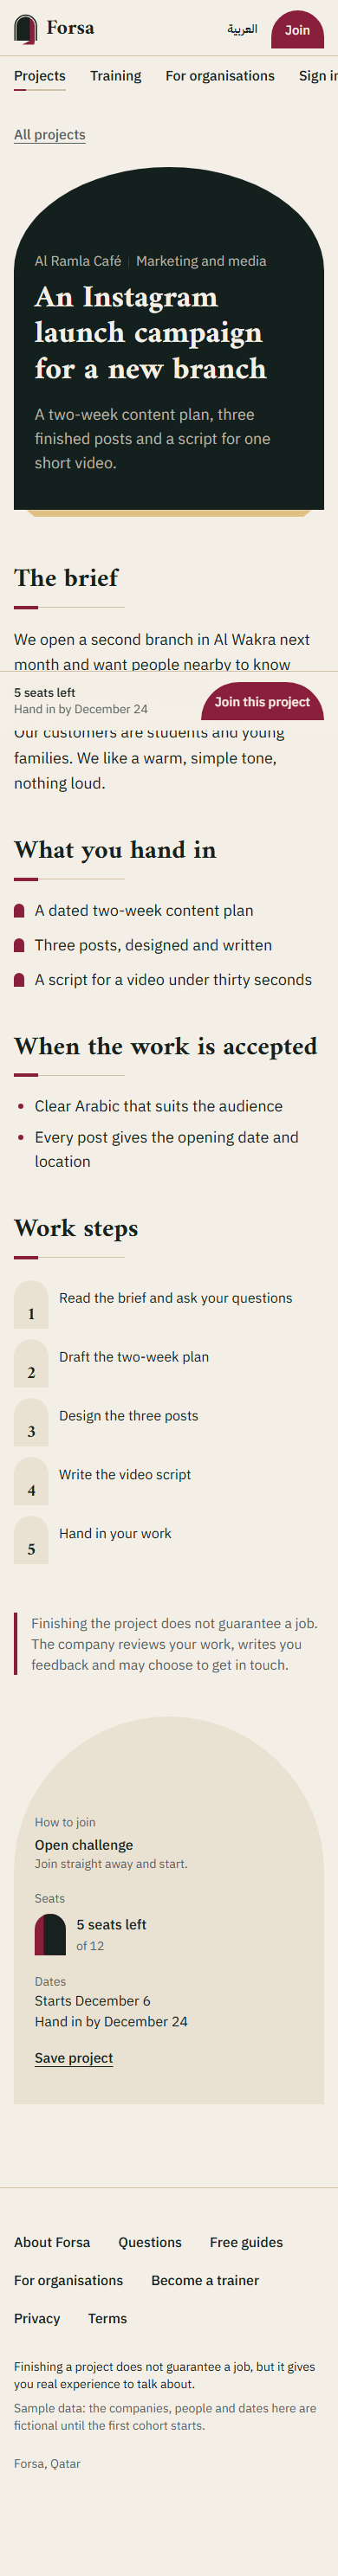 Forsa
العربية
Join
Projects Training For organisations Sign in
All projects
Al Ramla Café | Marketing and media
An Instagram
launch campaign
for a new branch
A two-week content plan, three
finished posts and a script for one
short video.
The brief
We open a second branch in Al Wakra next
month and want people nearby to know
5 seats left
Hand in by December 24
Join this project
Our customers are students and young
families. We like a warm, simple tone,
nothing loud.
What you hand in
A dated two-week content plan
Three posts, designed and written
A script for a video under thirty seconds
When the work is accepted
Clear Arabic that suits the audience
Every post gives the opening date and
location
Work steps
1 Read the brief and ask your questions
2 Draft the two-week plan
3 Design the three posts
4 Write the video script
5 Hand in your work
Finishing the project does not guarantee a job.
The company reviews your work, writes you
feedback and may choose to get in touch.
How to join
Open challenge
Join straight away and start.
Seats
5 seats left
of 12
Dates
Starts December 6
Hand in by December 24
Save project
About Forsa Questions Free guides
For organisations Become a trainer
Privacy Terms
Finishing a project does not guarantee a job, but it gives
you real experience to talk about.
Sample data: the companies, people and dates here are
fictional until the first cohort starts.
Forsa, Qatar